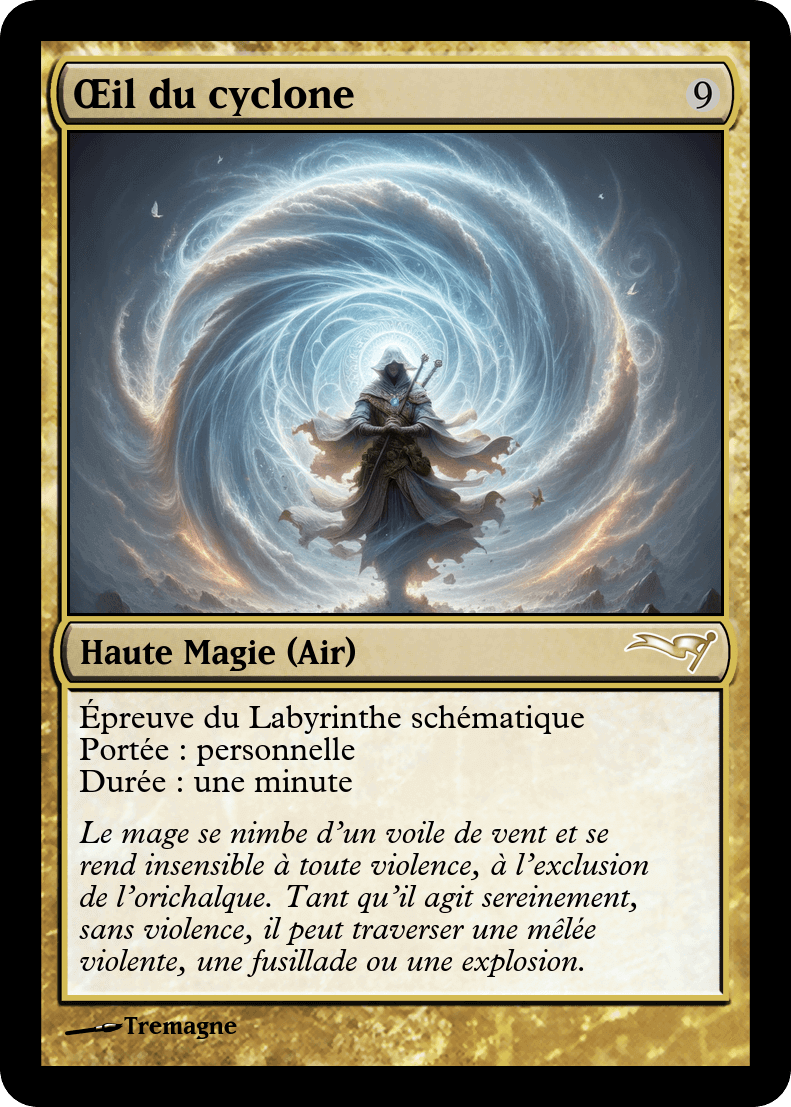 Œil du cyclone
9
Haute Magie (Air)
Épreuve du Labyrinthe schématique
Portée : personnelle
Durée : une minute
Le mage se nimbe d'un voile de vent et se
rend insensible à toute violence, à l'exclusion
de l'orichalque. Tant qu'il agit sereinement,
sans violence, il peut traverser une mêlée
violente, une fusillade ou une explosion.
Tremagne